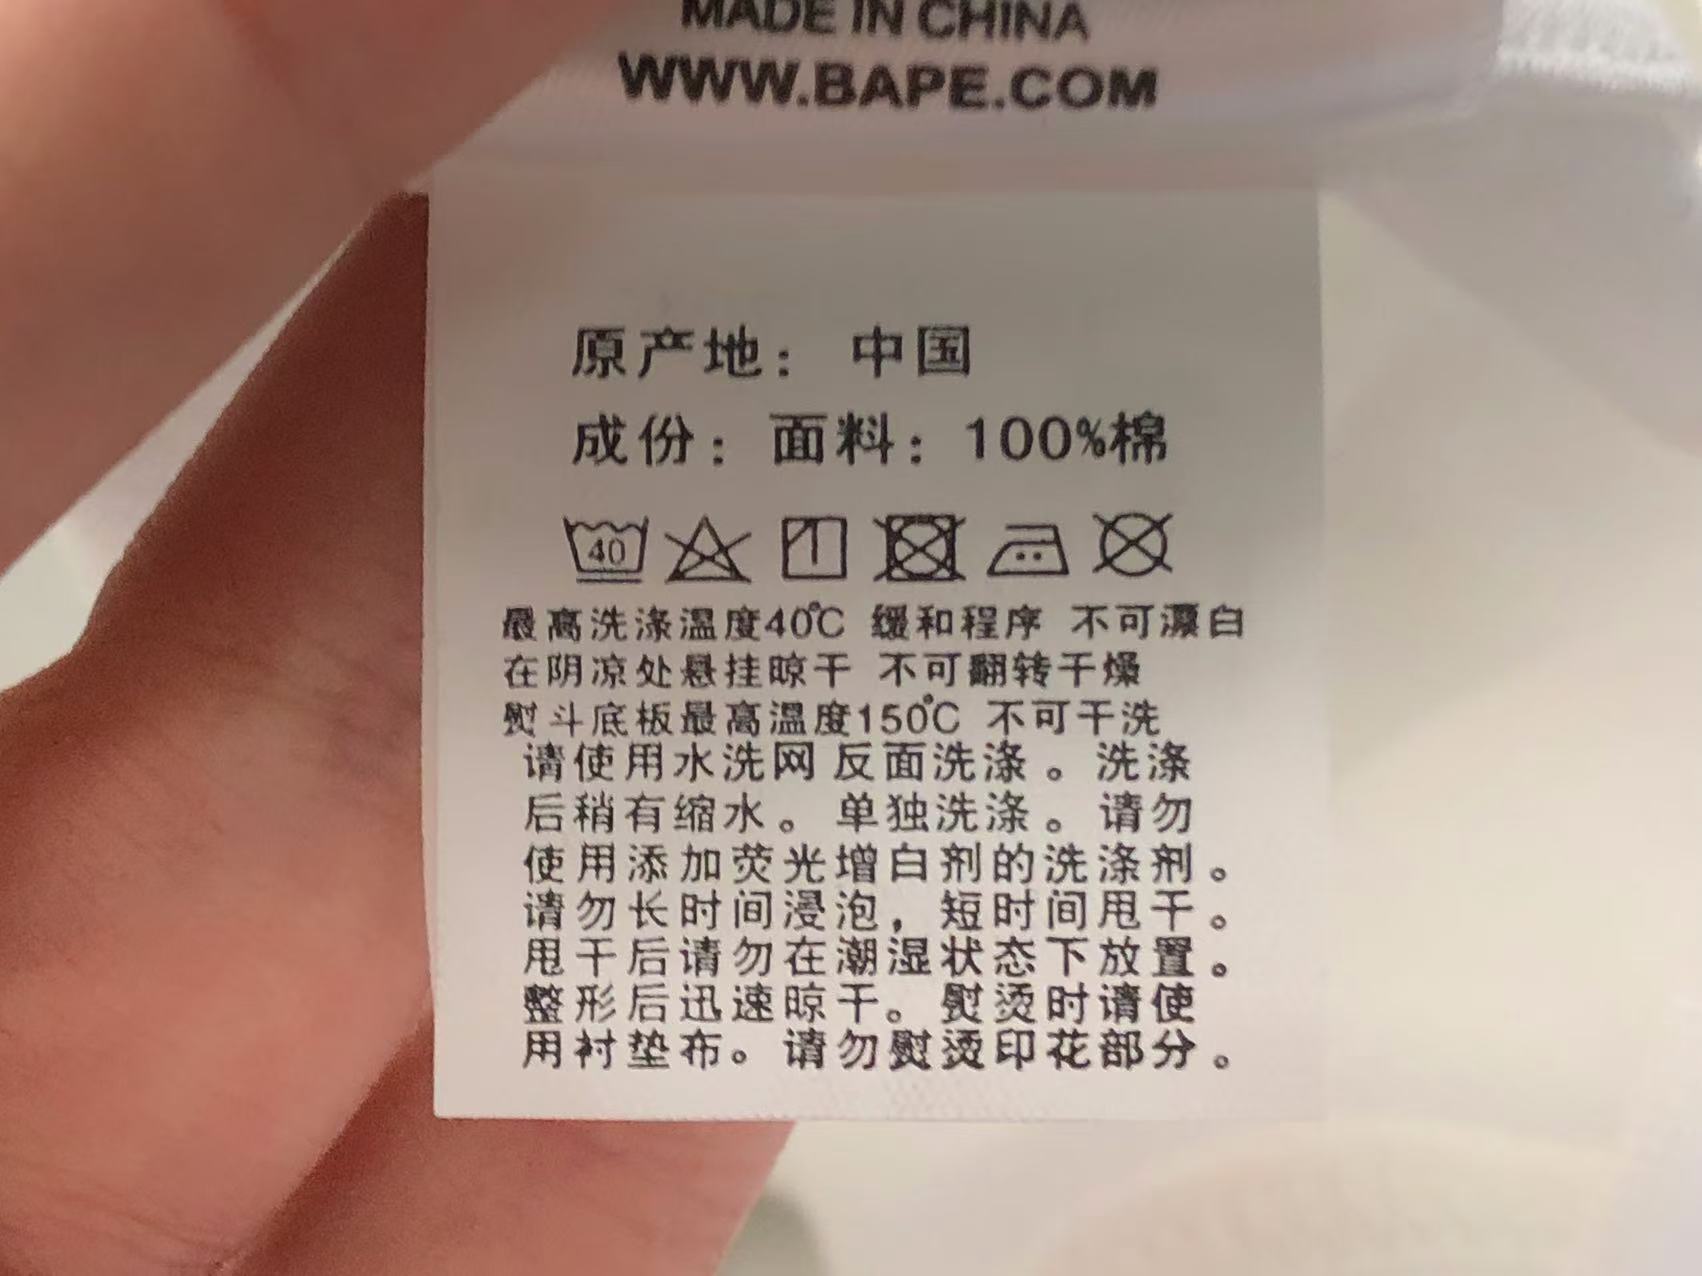 MADE IN CHINA
WWW.BAPE.COM
原产地： 中国
成份：面料：100%棉
40
最高洗涤温度40℃ 缓和程序 不可漂白
在阴凉处悬挂晾干 不可翻转干燥
熨斗底板最高温度150℃ 不可干洗
请使用水洗网反面洗涤。洗涤
后稍有缩水。单独洗涤。请勿
使用添加荧光增白剂的洗涤剂。
请勿长时间浸泡，短时间甩干。
甩干后请勿在潮湿状态下放置。
整形后迅速晾干。熨烫时请使
用衬垫布。请勿熨烫印花部分。